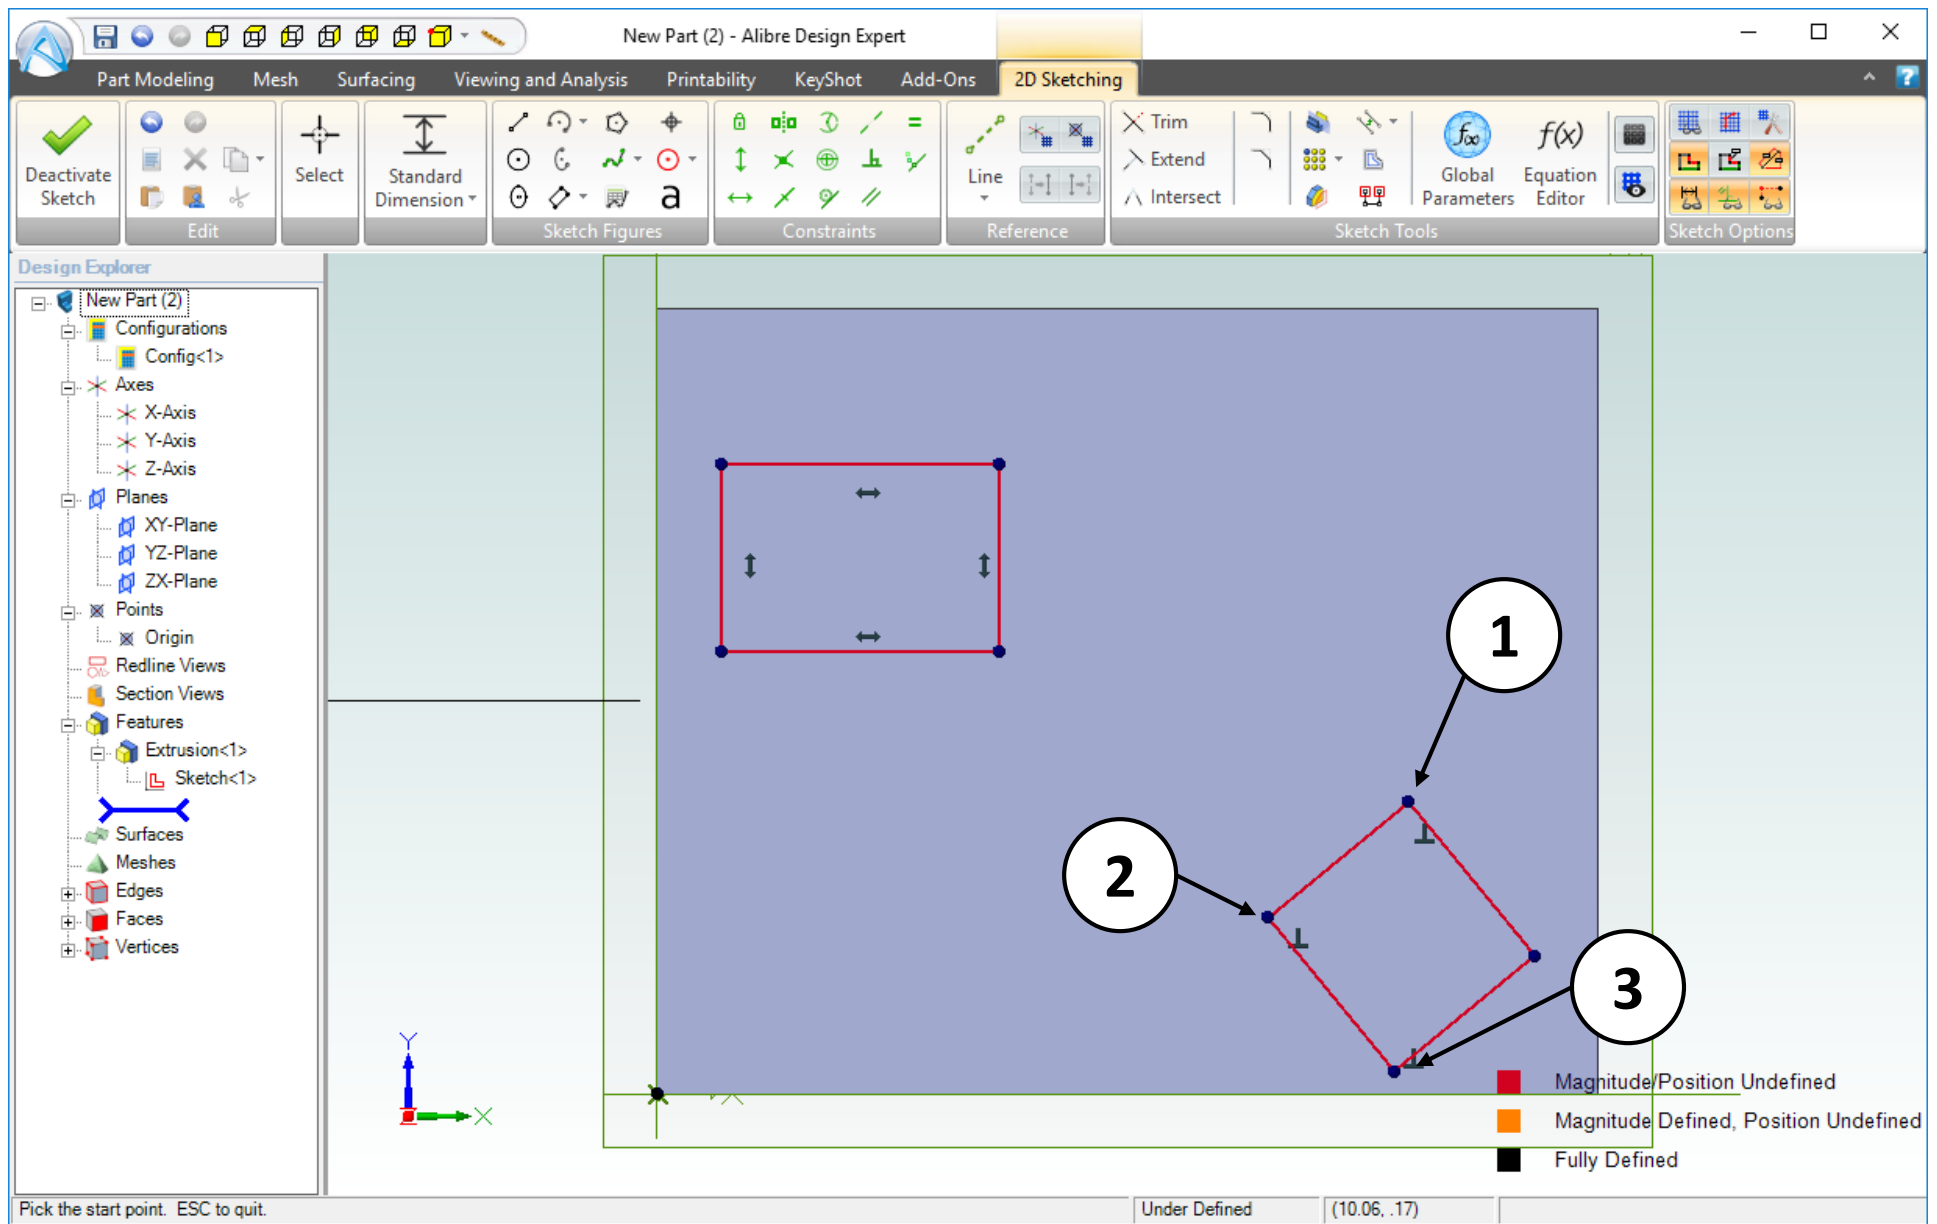 New Part (2) - Alibre Design Expert
Part Modeling Mesh Surfacing Viewing and Analysis Printability KeyShot Add-Ons 2D Sketching
Deactivate Sketch
Edit
Select
Standard Dimension
a
Sketch Figures
Constraints
Line
Reference
Trim
Extend
Intersect
Global Parameters
f(x)
Equation Editor
Sketch Tools
Sketch Options
Design Explorer
New Part (2)
Configurations
Config<1>
Axes
X-Axis
Y-Axis
Z-Axis
Planes
XY-Plane
YZ-Plane
ZX-Plane
Points
Origin
Redline Views
Section Views
Features
Extrusion<1>
Sketch<1>
Surfaces
Meshes
Edges
Faces
Vertices
1
2
3
Y
X
X
Magnitude/Position Undefined
Magnitude Defined, Position Undefined
Fully Defined
Pick the start point. ESC to quit.
Under Defined
(10.06, .17)